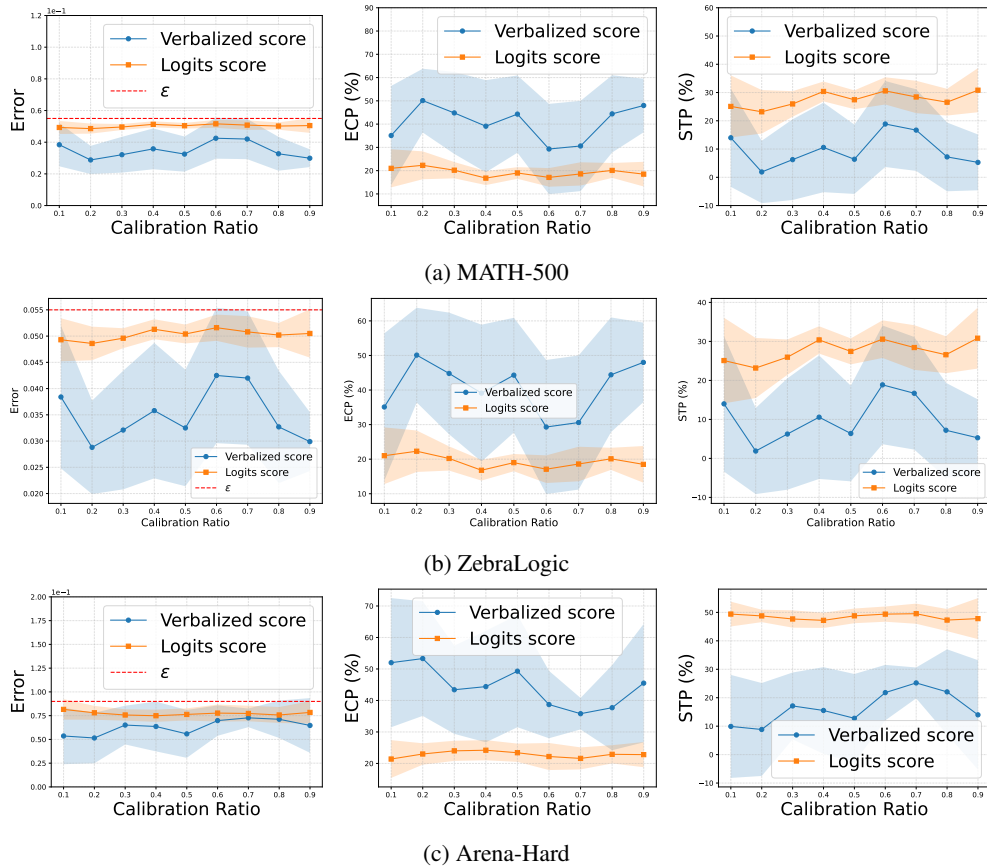 1e−1
Error
1.2
1.0
0.8
0.6
0.4
0.2
0.0
Verbalized score
Logits score
ε
0.1 0.2 0.3 0.4 0.5 0.6 0.7 0.8 0.9
Calibration Ratio
ECP (%)
90
80
70
60
50
40
30
20
10
Verbalized score
Logits score
0.1 0.2 0.3 0.4 0.5 0.6 0.7 0.8 0.9
Calibration Ratio
STP (%)
60
50
40
30
20
10
0
−10
Verbalized score
Logits score
0.1 0.2 0.3 0.4 0.5 0.6 0.7 0.8 0.9
Calibration Ratio
(a) MATH-500
Error
0.055
0.050
0.045
0.040
0.035
0.030
0.025
0.020
Verbalized score
Logits score
ε
0.1 0.2 0.3 0.4 0.5 0.6 0.7 0.8 0.9
Calibration Ratio
ECP (%)
60
50
40
30
20
10
Verbalized score
Logits score
0.1 0.2 0.3 0.4 0.5 0.6 0.7 0.8 0.9
Calibration Ratio
STP (%)
40
30
20
10
0
−10
Verbalized score
Logits score
0.1 0.2 0.3 0.4 0.5 0.6 0.7 0.8 0.9
Calibration Ratio
(b) ZebraLogic
1e−1
Error
2.00
1.75
1.50
1.25
1.00
0.75
0.50
0.25
0.00
Verbalized score
Logits score
ε
0.1 0.2 0.3 0.4 0.5 0.6 0.7 0.8 0.9
Calibration Ratio
ECP (%)
70
60
50
40
30
20
Verbalized score
Logits score
0.1 0.2 0.3 0.4 0.5 0.6 0.7 0.8 0.9
Calibration Ratio
STP (%)
50
40
30
20
10
0
−10
Verbalized score
Logits score
0.1 0.2 0.3 0.4 0.5 0.6 0.7 0.8 0.9
Calibration Ratio
(c) Arena-Hard